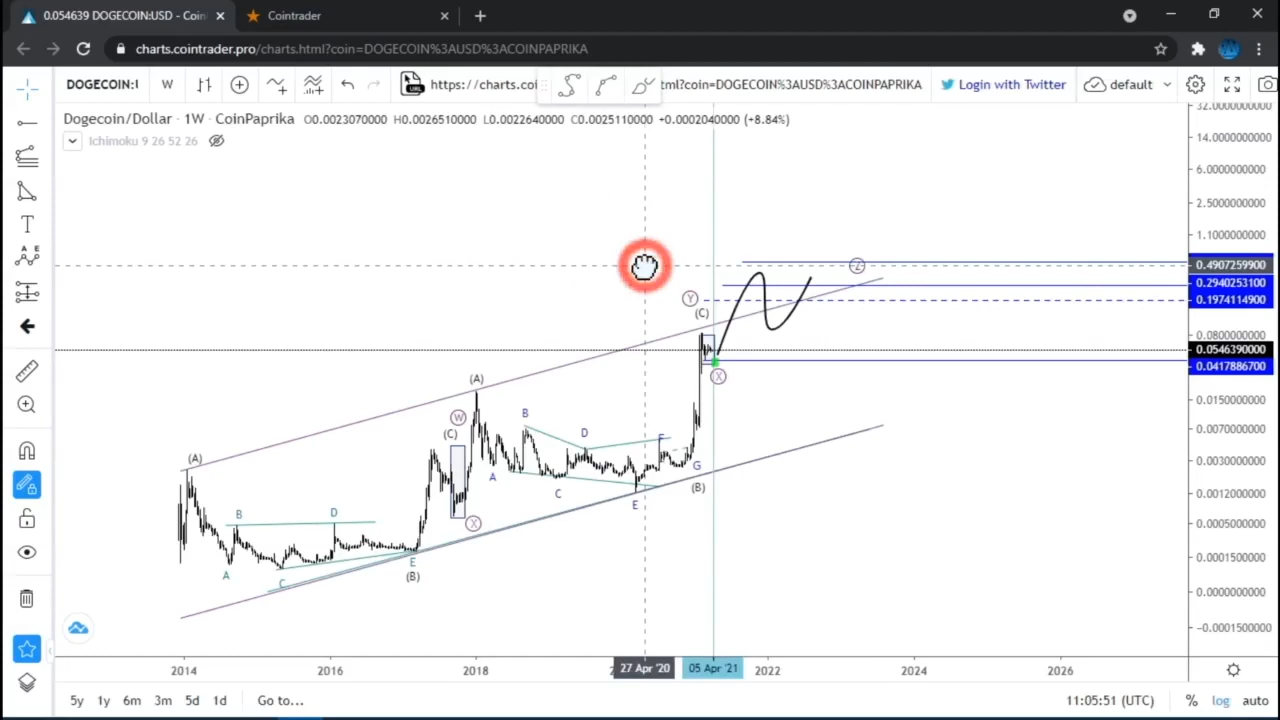 0.054639 DOGECOIN:USD - Coin
Cointrader
charts.cointrader.pro/charts.html?coin=DOGECOIN%3AUSD%3ACOINPAPRIKA
DOGECOIN:
W
URL
https://charts.coi
tml?coin=DOGECOIN%3AUSD%3ACOINPAPRIKA
Login with Twitter
default
Dogecoin/Dollar · 1W · CoinPaprika O0.0023070000 H0.0026510000 L0.0022640000 C0.0025110000 +0.0002040000 (+8.84%)
Ichimoku 9 26 52 26
32.0000000000
14.0000000000
6.0000000000
2.5000000000
1.1000000000
0.4907259900
0.2940253100
0.1974114900
0.0800000000
0.0546390000
0.0417886700
0.0150000000
0.0070000000
0.0030000000
0.0012000000
0.0005000000
0.0001500000
0.0000000000
−0.0001500000
T
A E
Z
Y
(C)
X
(A)
W
(C)
B
D
F
(A)
A
C
G
E
(B)
X
B
D
A
C
E
(B)
2014
2016
2018
27 Apr '20
05 Apr '21
2022
2024
2026
5y
1y
6m
3m
5d
1d
Go to...
11:05:51 (UTC)
%
log
auto